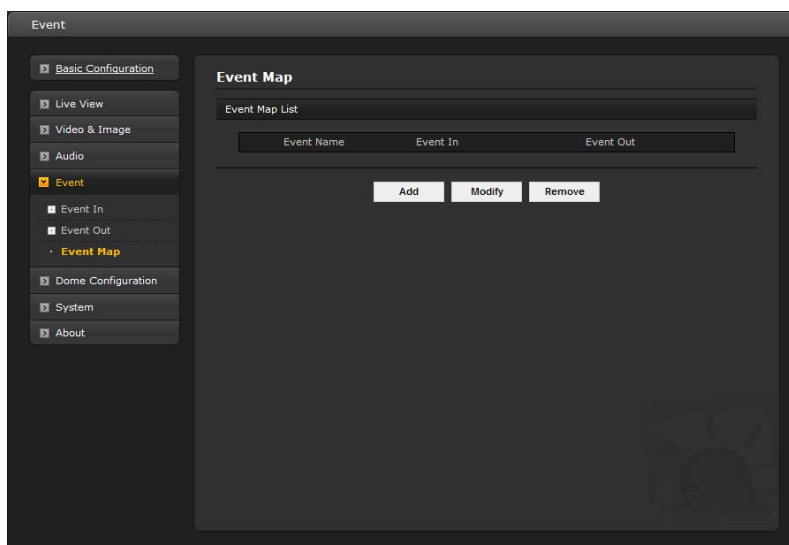 Event
Basic Configuration
Live View
Video & Image
Audio
Event
Event In
Event Out
Event Map
Dome Configuration
System
About
Event Map
Event Map List
Event Name Event In Event Out
Add Modify Remove